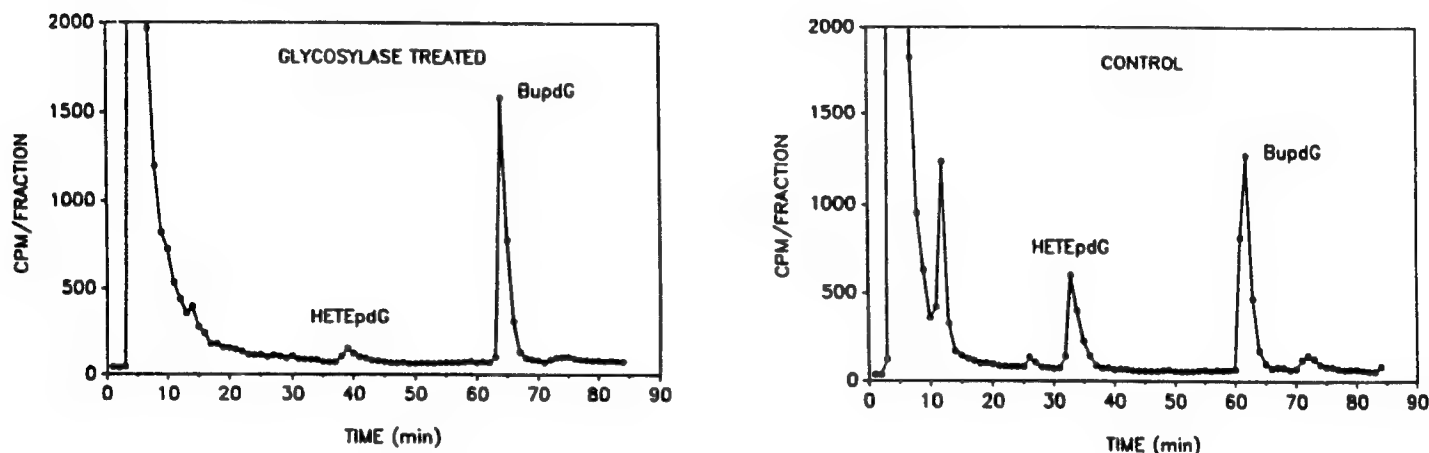 2000
1500
1000
500
0
CPM/FRACTION
GLYCOSYLASE TREATED
BupdG
HETEpdG
0 10 20 30 40 50 60 70 80 90
TIME (min)
2000
1500
1000
500
0
CPM/FRACTION
CONTROL
BupdG
HETEpdG
0 10 20 30 40 50 60 70 80 90
TIME (min)